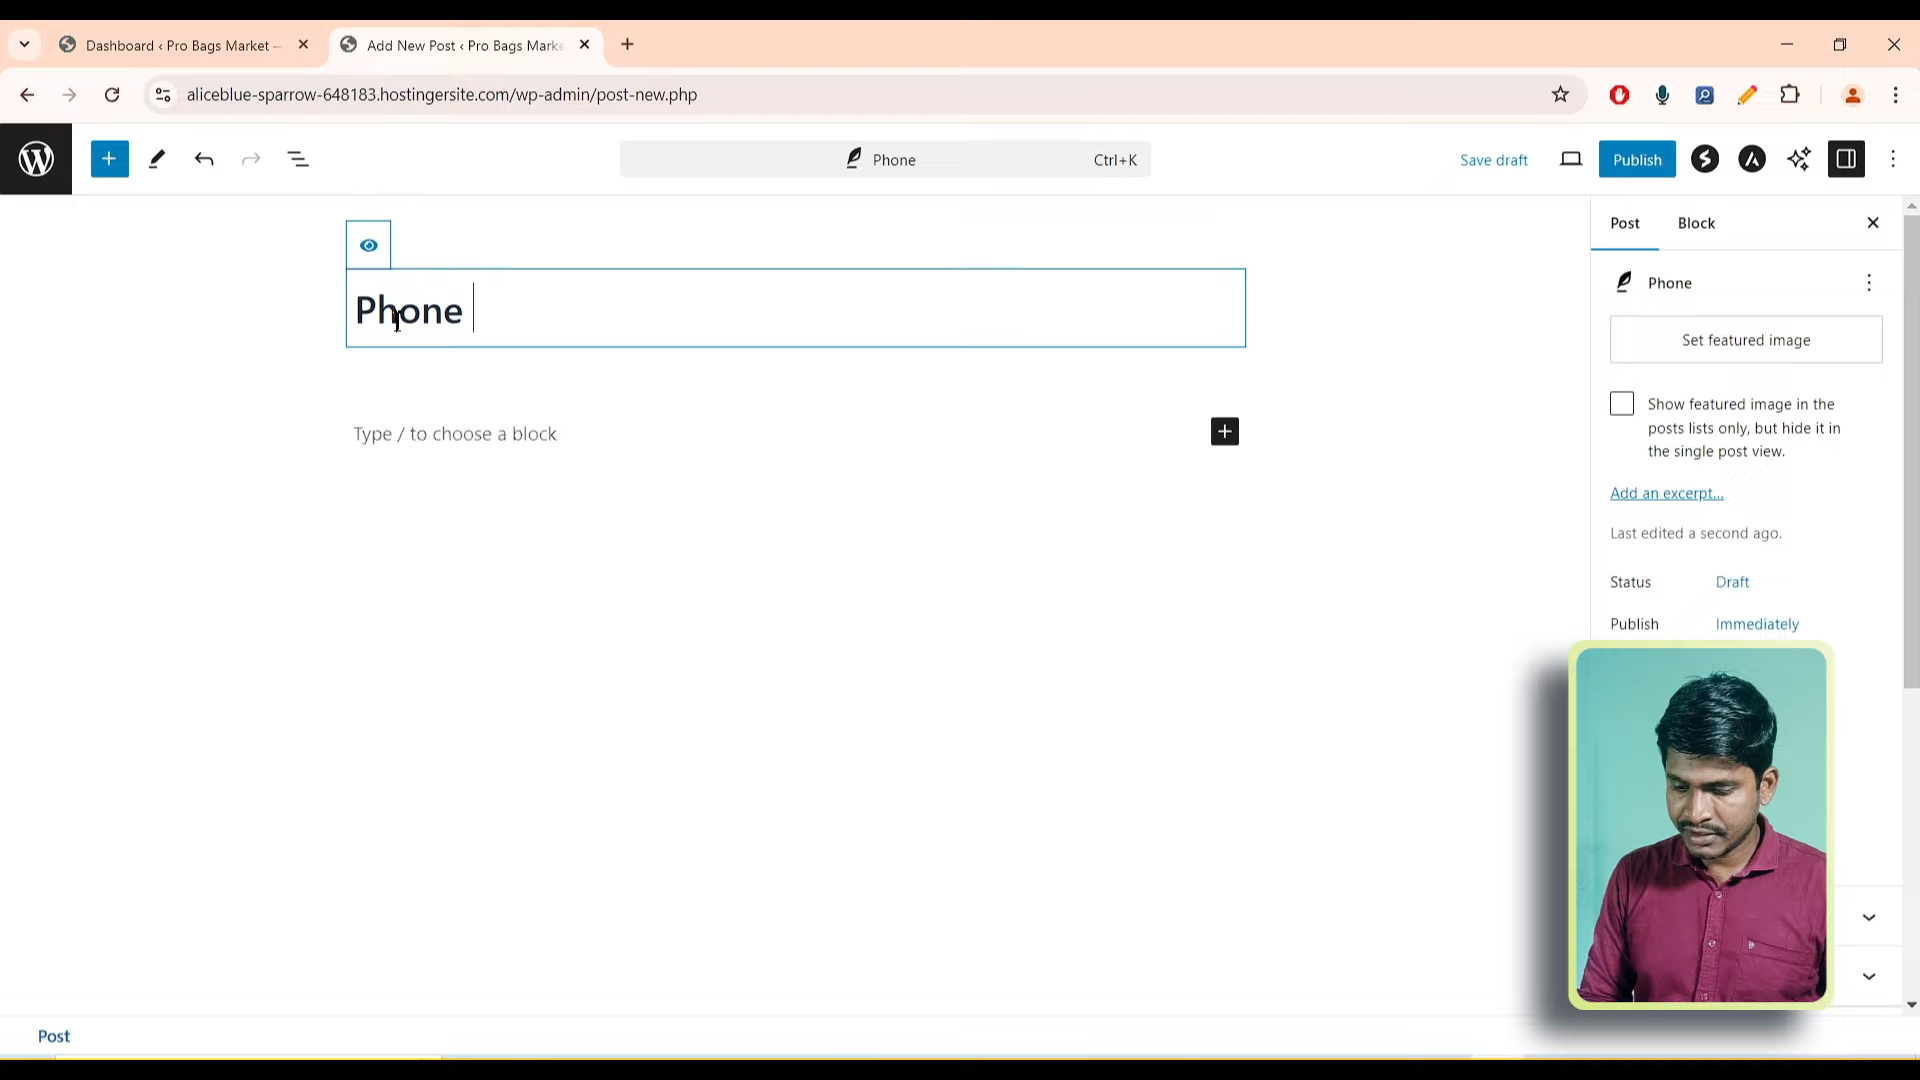 Dashboard ‹ Pro Bags Market –
Add New Post ‹ Pro Bags Marke
aliceblue-sparrow-648183.hostingersite.com/wp-admin/post-new.php
Phone
Ctrl+K
Save draft
Publish
Post
Block
Phone
Phone
Set featured image
Show featured image in the
posts lists only, but hide it in
the single post view.
Type / to choose a block
Add an excerpt...
Last edited a second ago.
Status
Draft
Publish
Immediately
Post